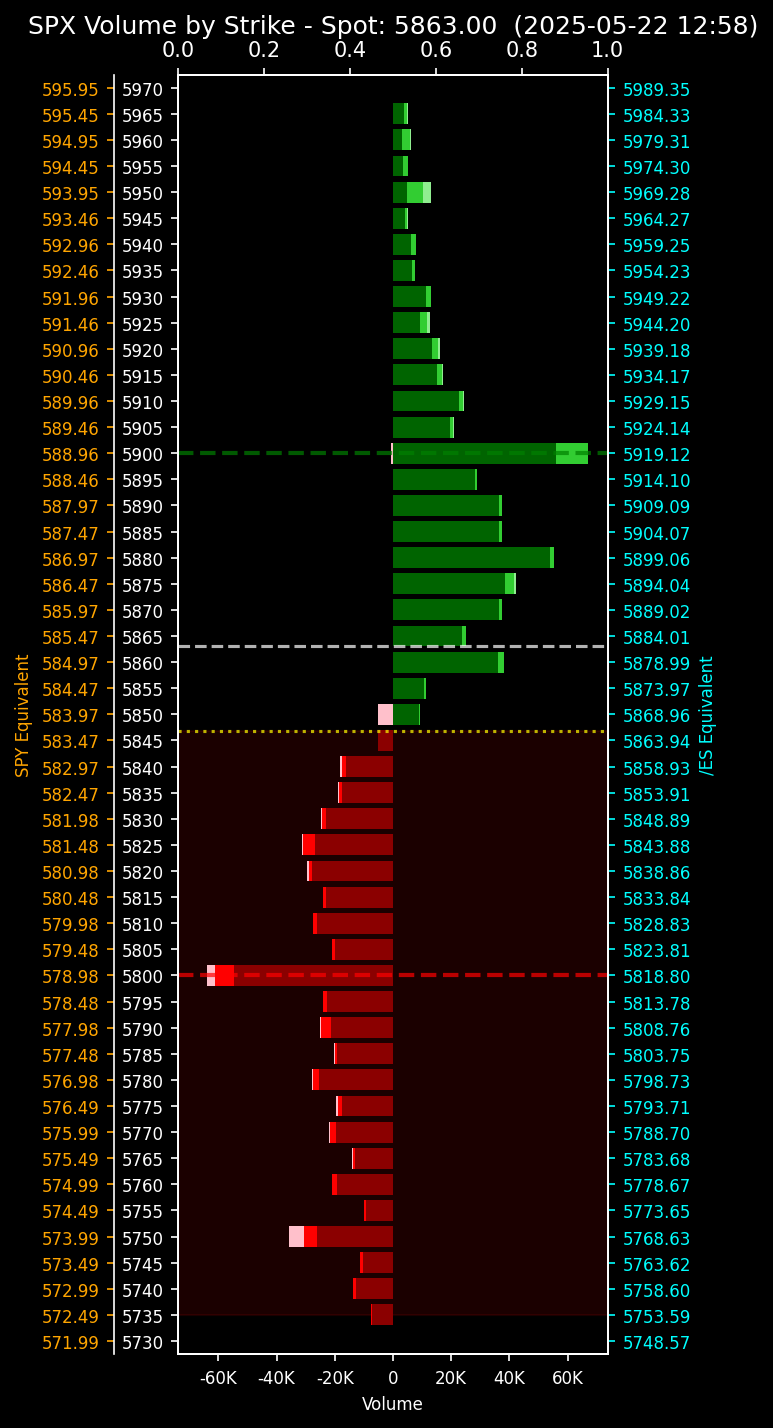 SPX Volume by Strike - Spot: 5863.00 (2025-05-22 12:58)
0.0 0.2 0.4 0.6 0.8 1.0
595.95 5970 5989.35
595.45 5965 5984.33
594.95 5960 5979.31
594.45 5955 5974.30
593.95 5950 5969.28
593.46 5945 5964.27
592.96 5940 5959.25
592.46 5935 5954.23
591.96 5930 5949.22
591.46 5925 5944.20
590.96 5920 5939.18
590.46 5915 5934.17
589.96 5910 5929.15
589.46 5905 5924.14
588.96 5900 5919.12
588.46 5895 5914.10
587.97 5890 5909.09
587.47 5885 5904.07
586.97 5880 5899.06
586.47 5875 5894.04
585.97 5870 5889.02
585.47 5865 5884.01
584.97 5860 5878.99
584.47 5855 5873.97
583.97 5850 5868.96
583.47 5845 5863.94
582.97 5840 5858.93
582.47 5835 5853.91
581.98 5830 5848.89
581.48 5825 5843.88
580.98 5820 5838.86
580.48 5815 5833.84
579.98 5810 5828.83
579.48 5805 5823.81
578.98 5800 5818.80
578.48 5795 5813.78
577.98 5790 5808.76
577.48 5785 5803.75
576.98 5780 5798.73
576.49 5775 5793.71
575.99 5770 5788.70
575.49 5765 5783.68
574.99 5760 5778.67
574.49 5755 5773.65
573.99 5750 5768.63
573.49 5745 5763.62
572.99 5740 5758.60
572.49 5735 5753.59
571.99 5730 5748.57
SPY Equivalent
/ES Equivalent
-60K -40K -20K 0 20K 40K 60K
Volume